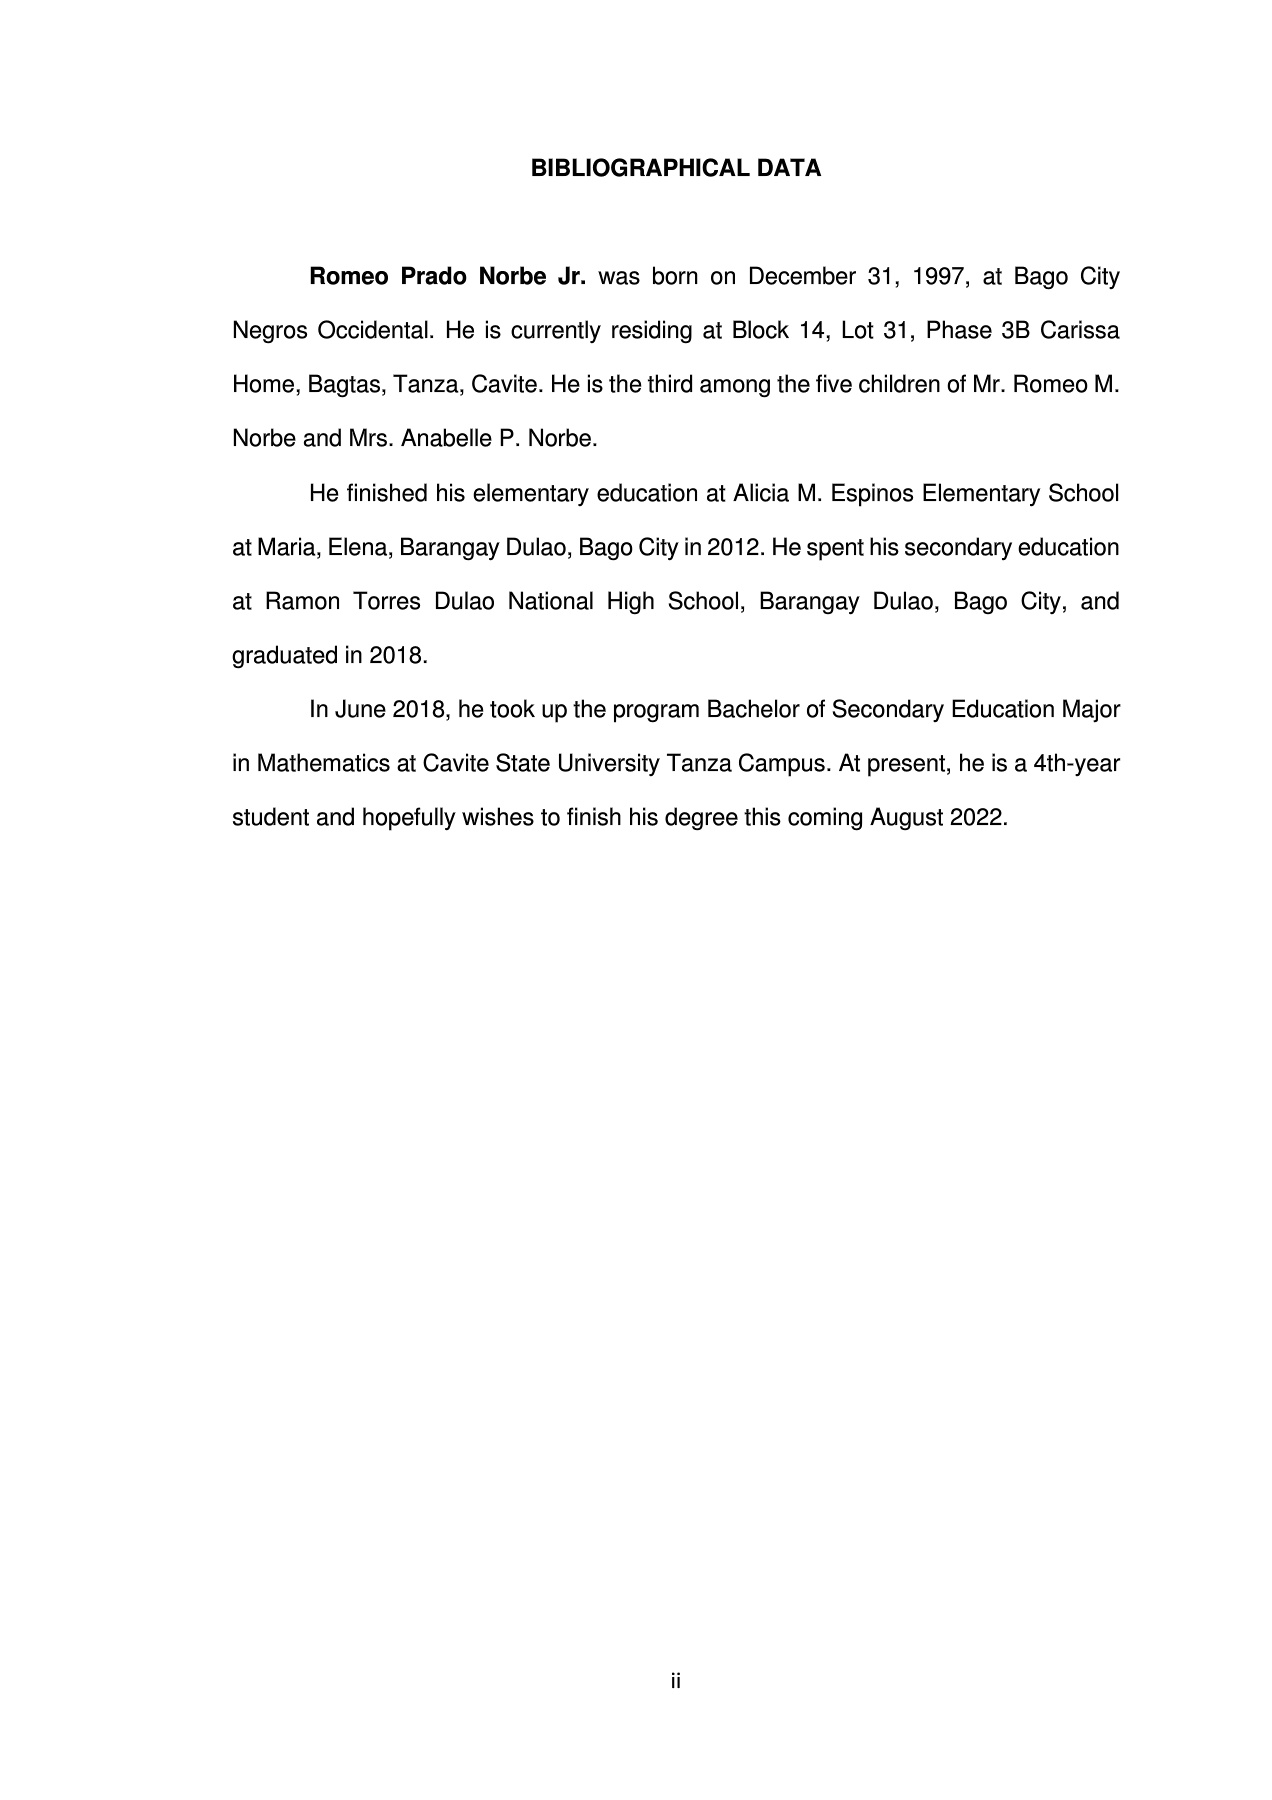 BIBLIOGRAPHICAL DATA
Romeo Prado Norbe Jr. was born on December 31, 1997, at Bago City
Negros Occidental. He is currently residing at Block 14, Lot 31, Phase 3B Carissa
Home, Bagtas, Tanza, Cavite. He is the third among the five children of Mr. Romeo M.
Norbe and Mrs. Anabelle P. Norbe.
He finished his elementary education at Alicia M. Espinos Elementary School
at Maria, Elena, Barangay Dulao, Bago City in 2012. He spent his secondary education
at Ramon Torres Dulao National High School, Barangay Dulao, Bago City, and
graduated in 2018.
In June 2018, he took up the program Bachelor of Secondary Education Major
in Mathematics at Cavite State University Tanza Campus. At present, he is a 4th-year
student and hopefully wishes to finish his degree this coming August 2022.
ii